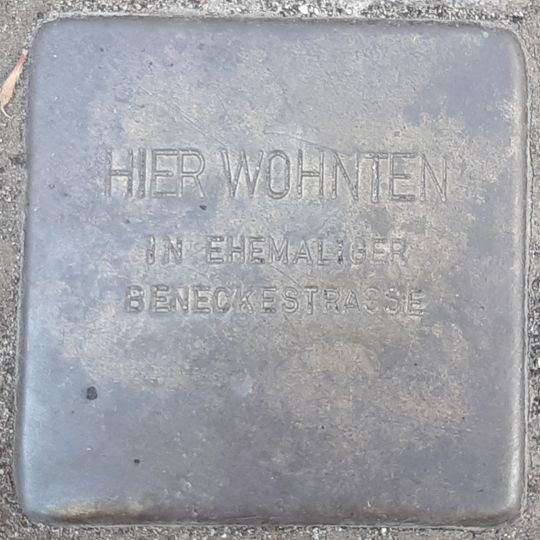 HIER WOHNTEN
IN EHEMALIGER
BENECKESTRASSE